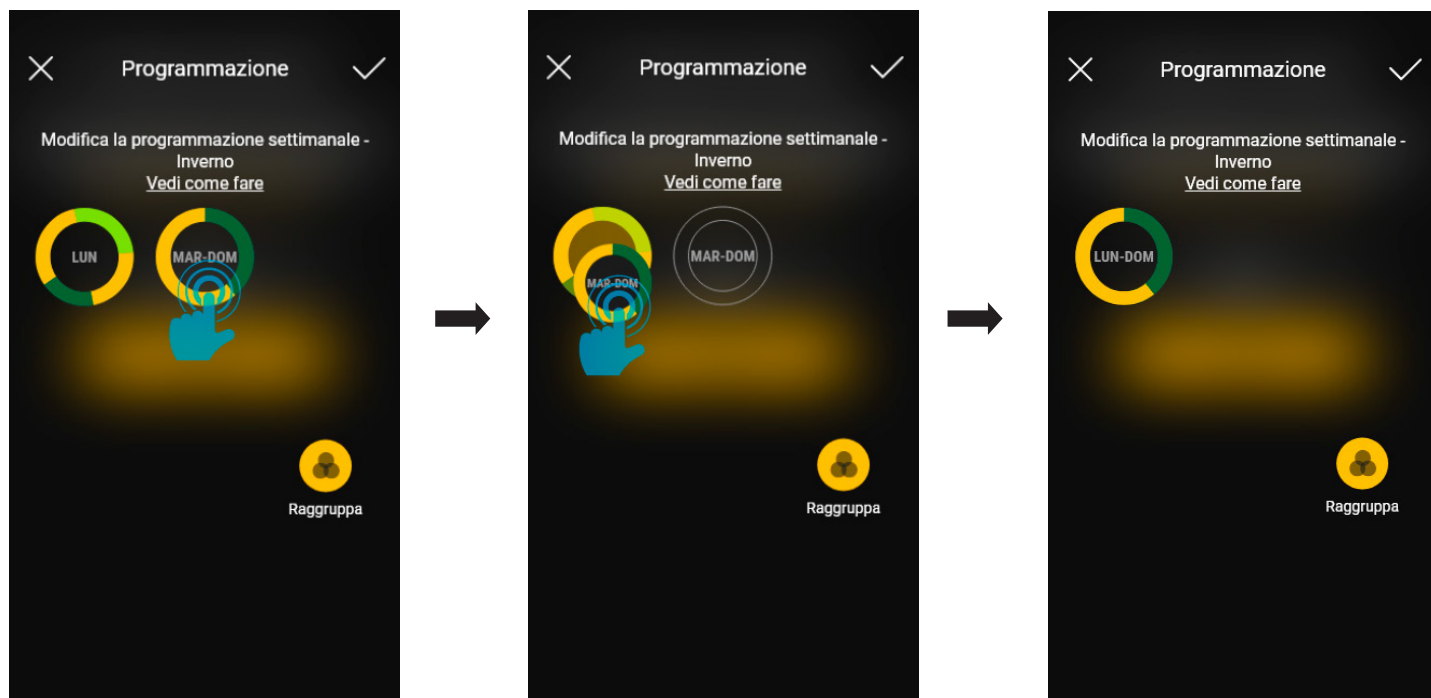 Programmazione
Modifica la programmazione settimanale -
Inverno
Vedi come fare
LUN
MAR-DOM
Raggruppa
Programmazione
Modifica la programmazione settimanale -
Inverno
Vedi come fare
MAR-DOM
MAR-DOM
Raggruppa
Programmazione
Modifica la programmazione settimanale -
Inverno
Vedi come fare
LUN-DOM
Raggruppa